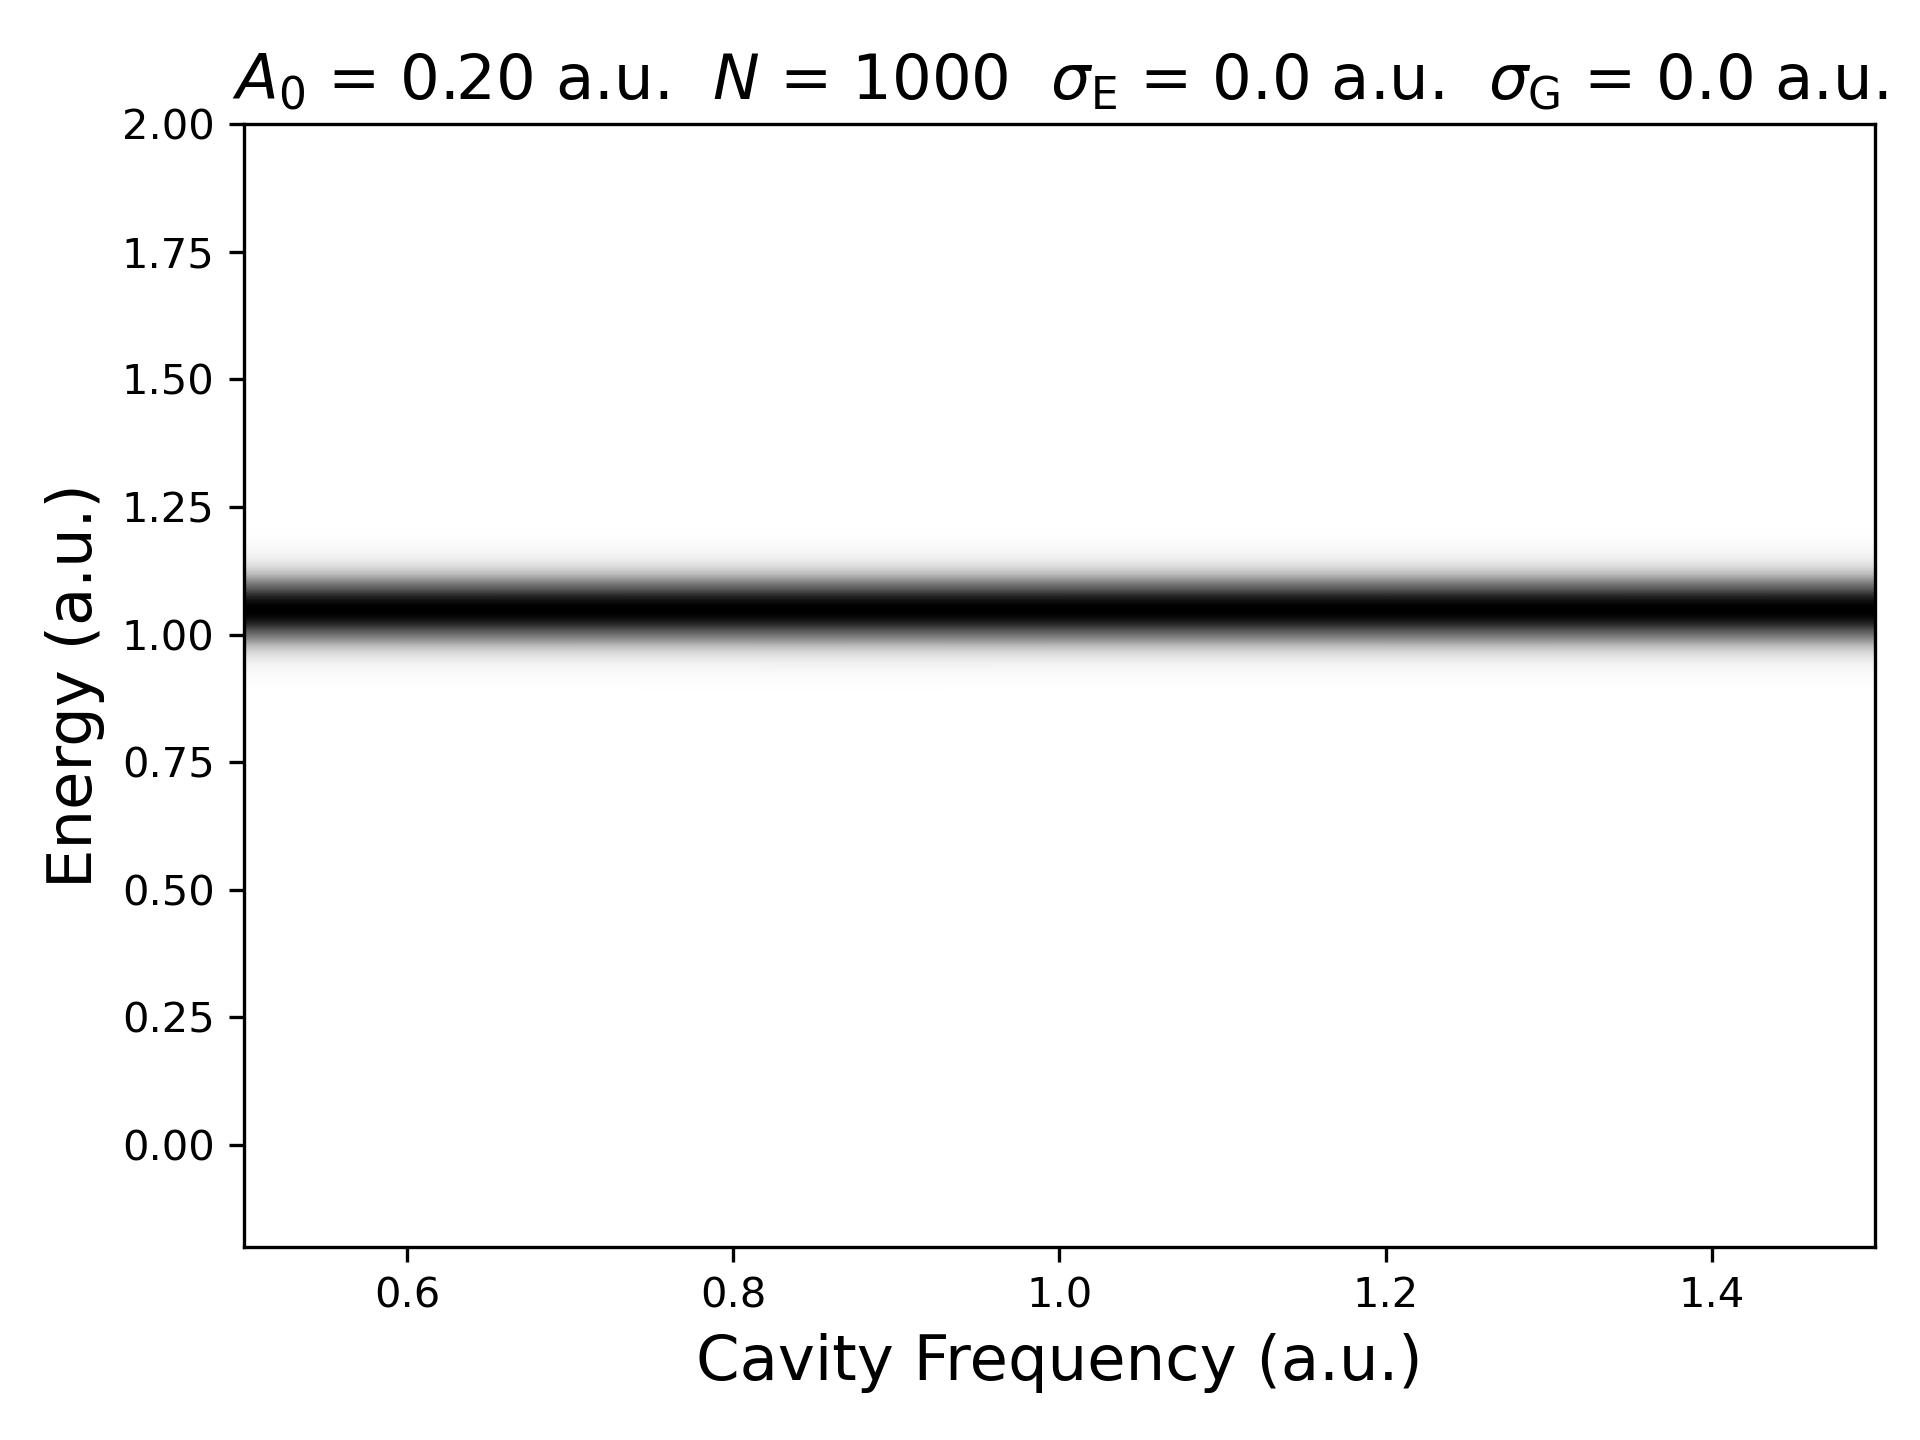 A₀ = 0.20 a.u. N = 1000 σ_E = 0.0 a.u. σ_G = 0.0 a.u.
2.00
1.75
1.50
1.25
1.00
0.75
0.50
0.25
0.00
Energy (a.u.)
0.6 0.8 1.0 1.2 1.4
Cavity Frequency (a.u.)